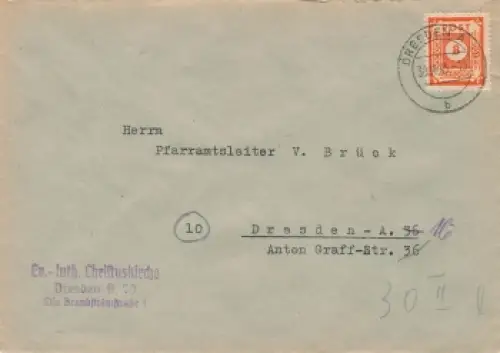 DRESDEN A
b
Herrn
Pfarramtsleiter V. Brück
10
Dresden-A. 36 16
Anton Graff-Str. 36
Ev.-luth. Christuskirche
Dresden
30 II